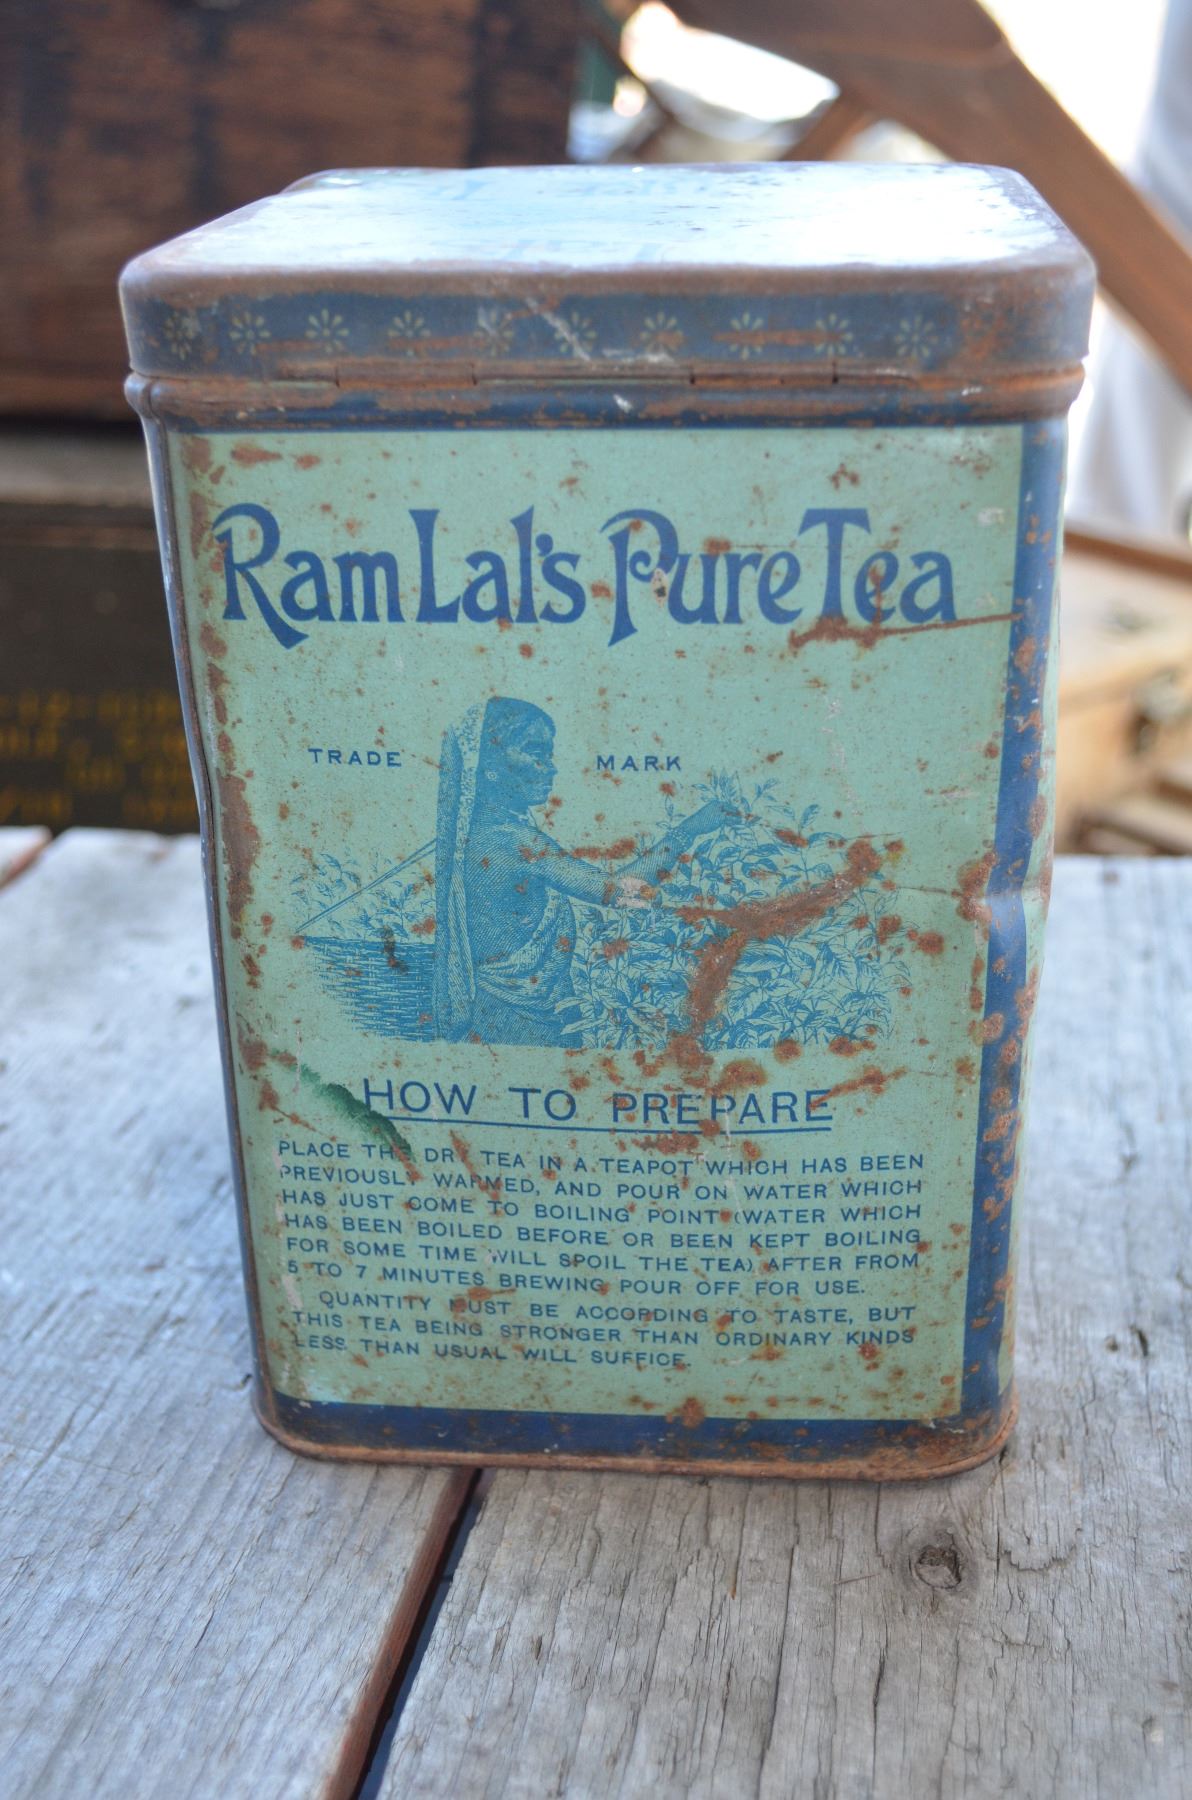 Ram Lal's Pure Tea
TRADE MARK
HOW TO PREPARE
PLACE THE DRY TEA IN A TEAPOT WHICH HAS BEEN
PREVIOUSLY WARMED, AND POUR ON WATER WHICH
HAS JUST COME TO BOILING POINT (WATER WHICH
HAS BEEN BOILED BEFORE OR BEEN KEPT BOILING
FOR SOME TIME WILL SPOIL THE TEA) AFTER FROM
5 TO 7 MINUTES BREWING POUR OFF FOR USE.
QUANTITY MUST BE ACCORDING TO TASTE, BUT
THIS TEA BEING STRONGER THAN ORDINARY KINDS
LESS THAN USUAL WILL SUFFICE.